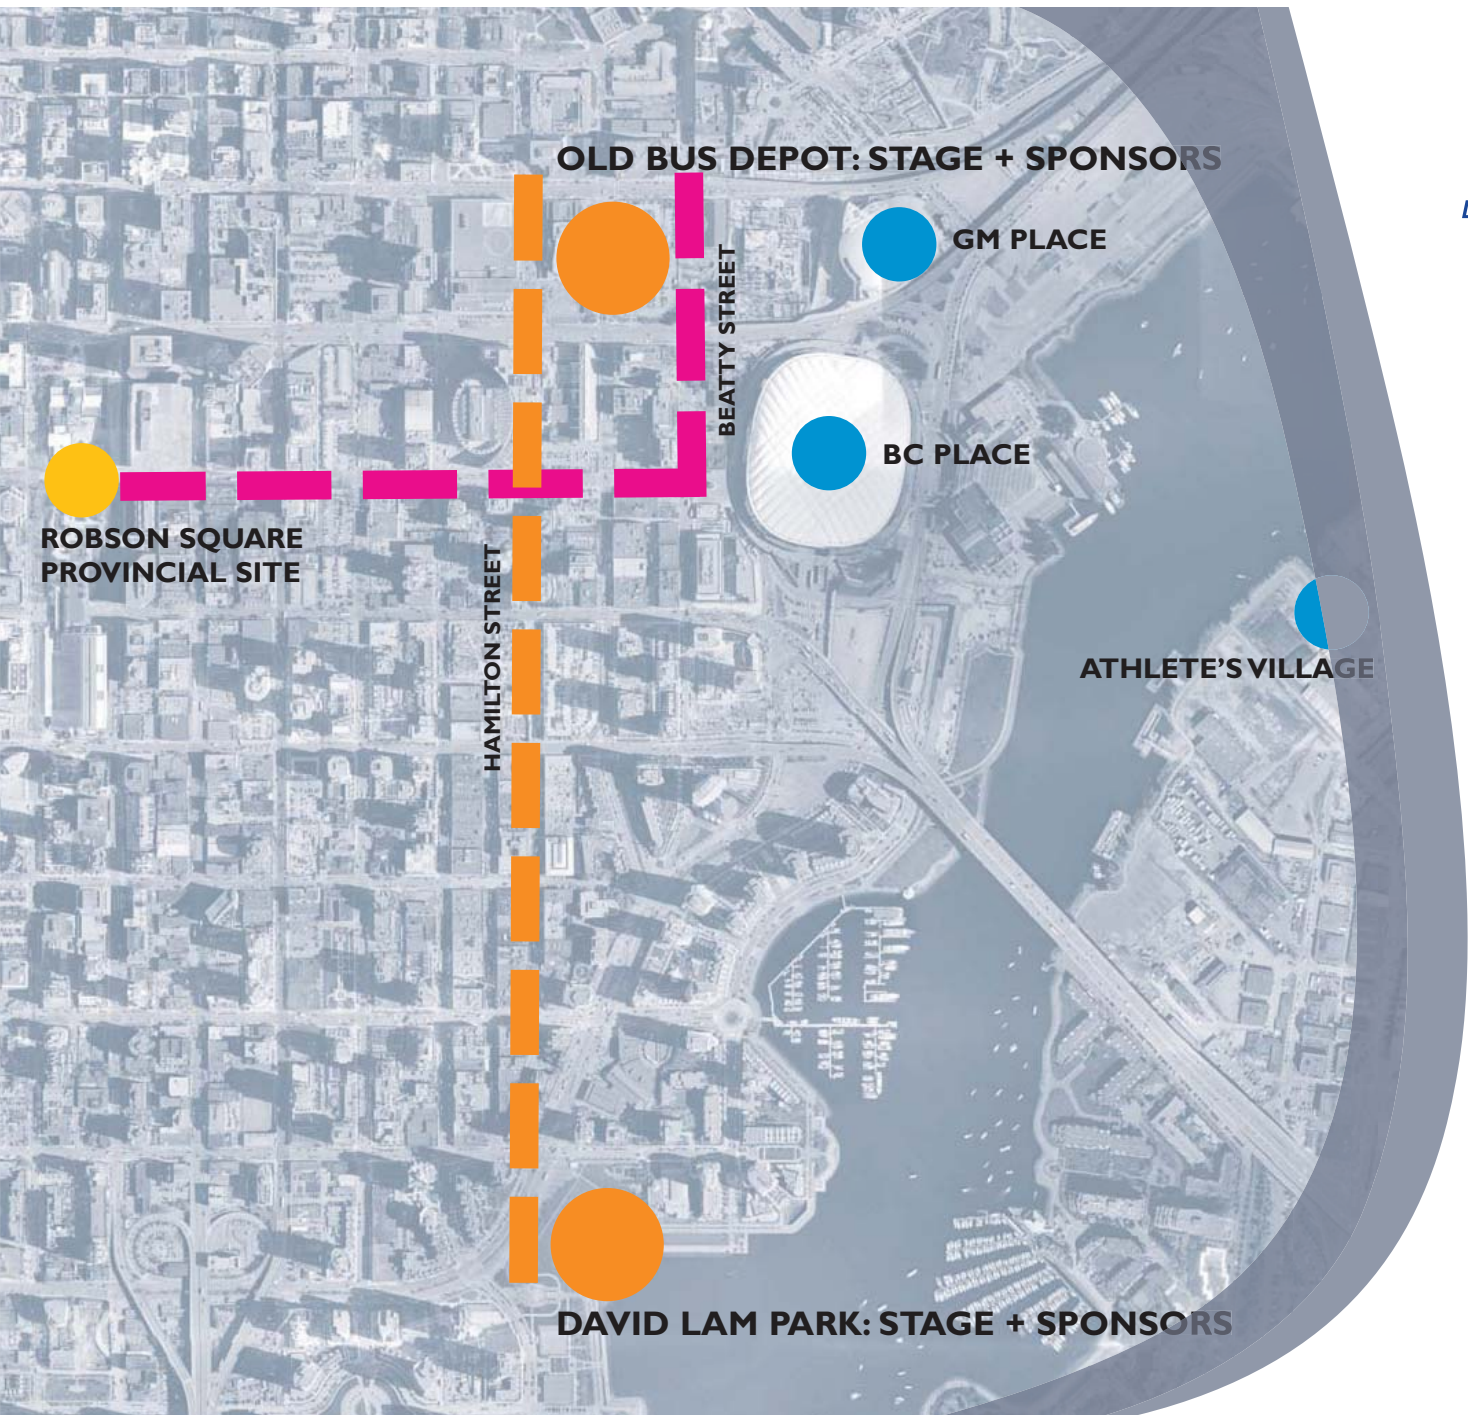 OLD BUS DEPOT: STAGE + SPONSORS
GM PLACE
BEATTY STREET
BC PLACE
ROBSON SQUARE
PROVINCIAL SITE
HAMILTON STREET
ATHLETE'S VILLAGE
DAVID LAM PARK: STAGE + SPONSORS